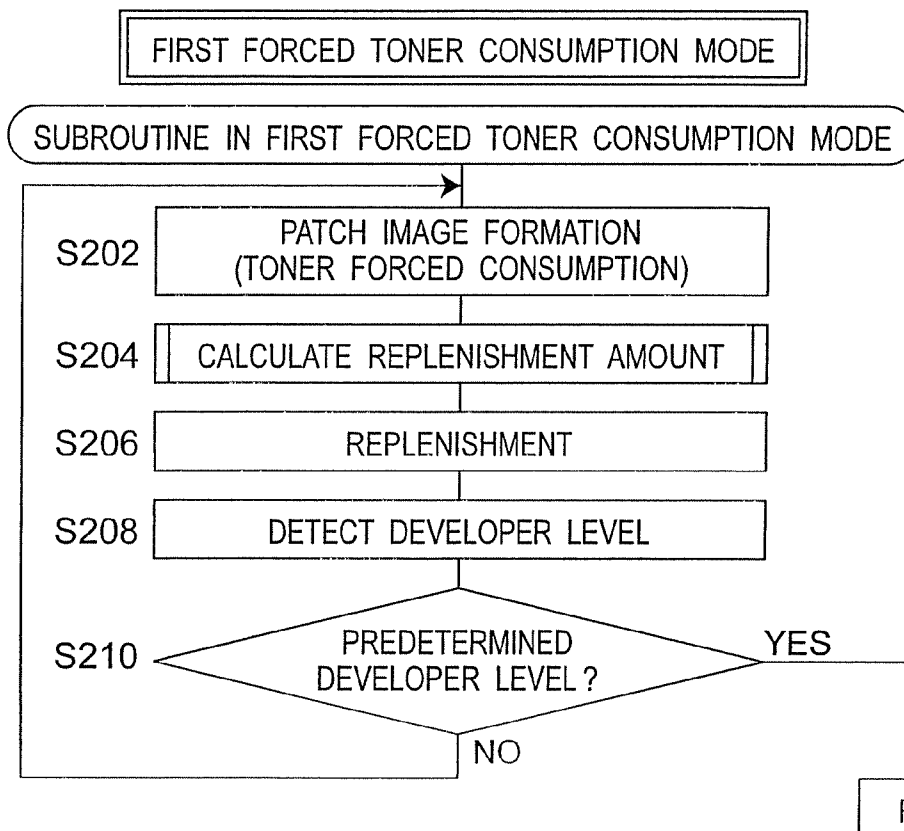 FIRST FORCED TONER CONSUMPTION MODE
SUBROUTINE IN FIRST FORCED TONER CONSUMPTION MODE
S202
PATCH IMAGE FORMATION
(TONER FORCED CONSUMPTION)
S204
CALCULATE REPLENISHMENT AMOUNT
S206
REPLENISHMENT
S208
DETECT DEVELOPER LEVEL
S210
PREDETERMINED
DEVELOPER LEVEL?
YES
NO